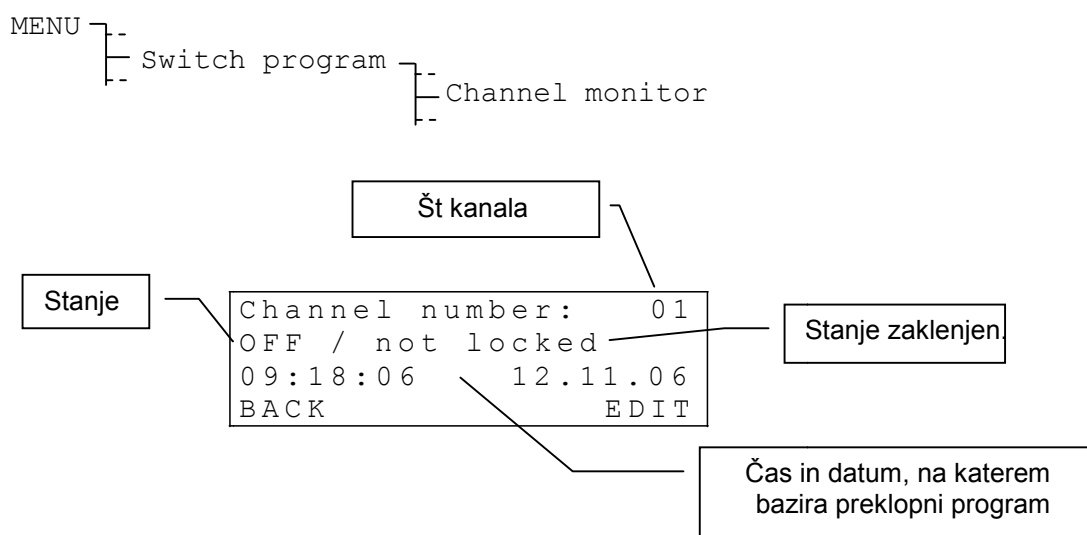 MENU
Switch program
Channel monitor
Št kanala
Stanje
Channel number: 01
OFF / not locked
Stanje zaklenjen.
09:18:06 12.11.06
BACK EDIT
Čas in datum, na katerem
bazira preklopni program